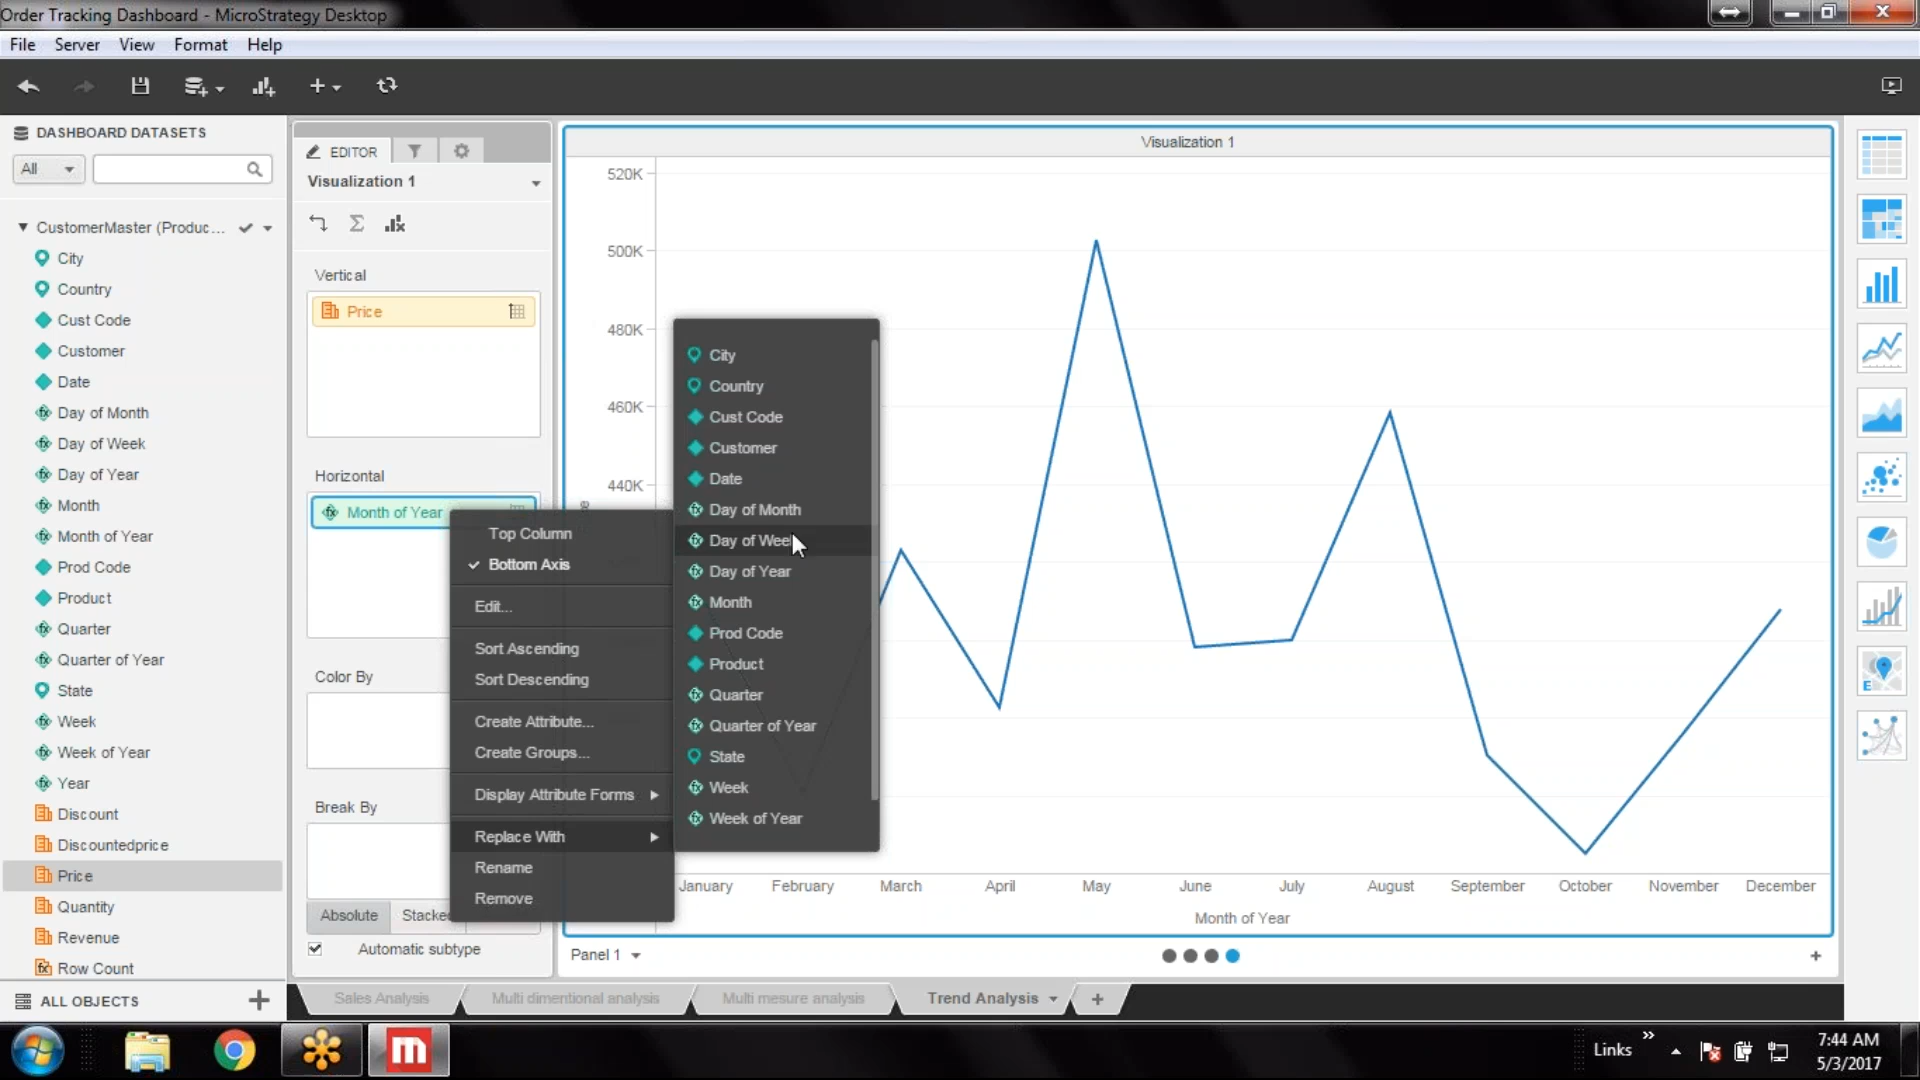 Order Tracking Dashboard - MicroStrategy Desktop
File Server View Format Help
DASHBOARD DATASETS
All
CustomerMaster (Produc...
City
Country
Cust Code
Customer
Date
Day of Month
Day of Week
Day of Year
Month
Month of Year
Prod Code
Product
Quarter
Quarter of Year
State
Week
Week of Year
Year
Discount
Discountedprice
Price
Quantity
Revenue
Row Count
ALL OBJECTS
EDITOR
Visualization 1
Vertical
Price
Horizontal
Month of Year
Color By
Break By
Absolute
Automatic subtype
Top Column
Bottom Axis
Edit...
Sort Ascending
Sort Descending
Create Attribute...
Create Groups...
Display Attribute Forms
Replace With
Rename
Remove
City
Country
Cust Code
Customer
Date
Day of Month
Day of Week
Day of Year
Month
Prod Code
Product
Quarter
Quarter of Year
State
Week
Week of Year
Visualization 1
520K
500K
480K
460K
440K
January February March April May June July August September October November December
Month of Year
Panel 1
Sales Analysis
Multi dimentional analysis
Multi mesure analysis
Trend Analysis
Links
7:44 AM
5/3/2017